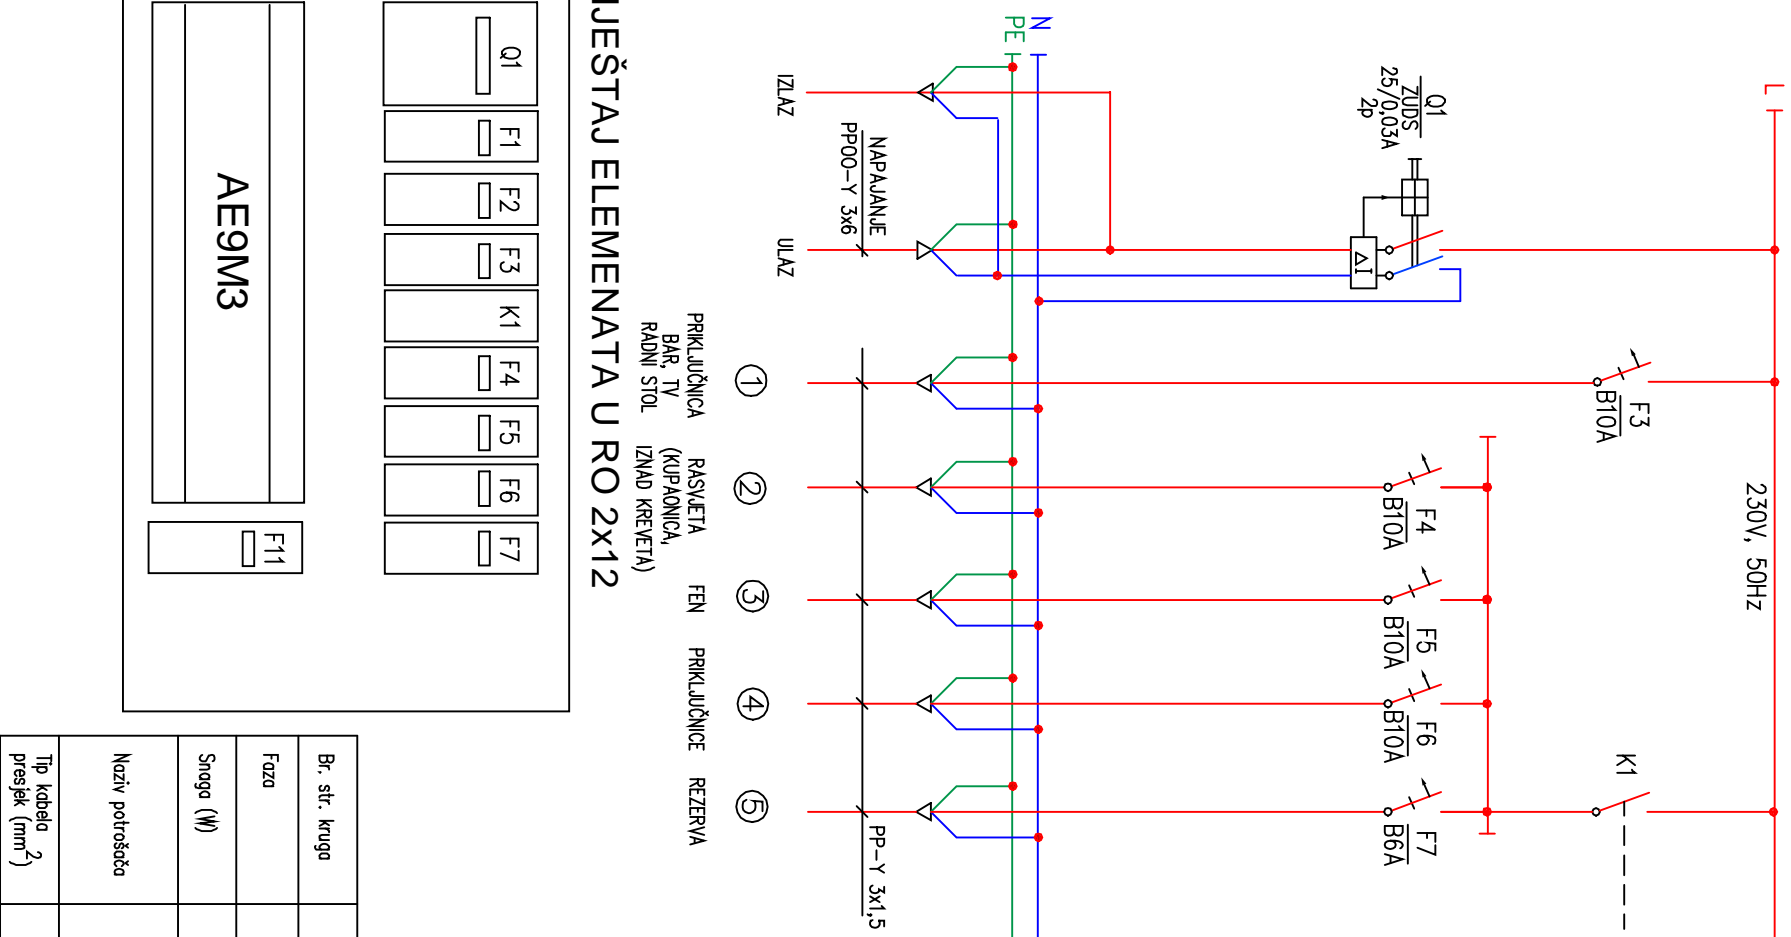 L
230V, 50Hz
Q1
ZUDS
25/0,03A
2p
ΔI
F3
B10A
F4
B10A
F5
B10A
F6
B10A
F7
B6A
K1
N
PE
NAPAJANJE
PP00-Y 3x6
PP-Y 3x1,5
IZLAZ
ULAZ
1
2
3
4
5
PRIKLJUČNICA
BAR, TV
RADNI STOL
RASVJETA
(KUPAONICA,
IZNAD KREVETA)
FEN
PRIKLJUČNICE
REZERVA
IJEŠTAJ ELEMENATA U RO 2x12
Q1
F1
F2
F3
K1
F4
F5
F6
F7
AE9M3
F11
Br. str. kruga
Faza
Snaga (W)
Naziv potrošača
Tip kabela
presjek (mm²)